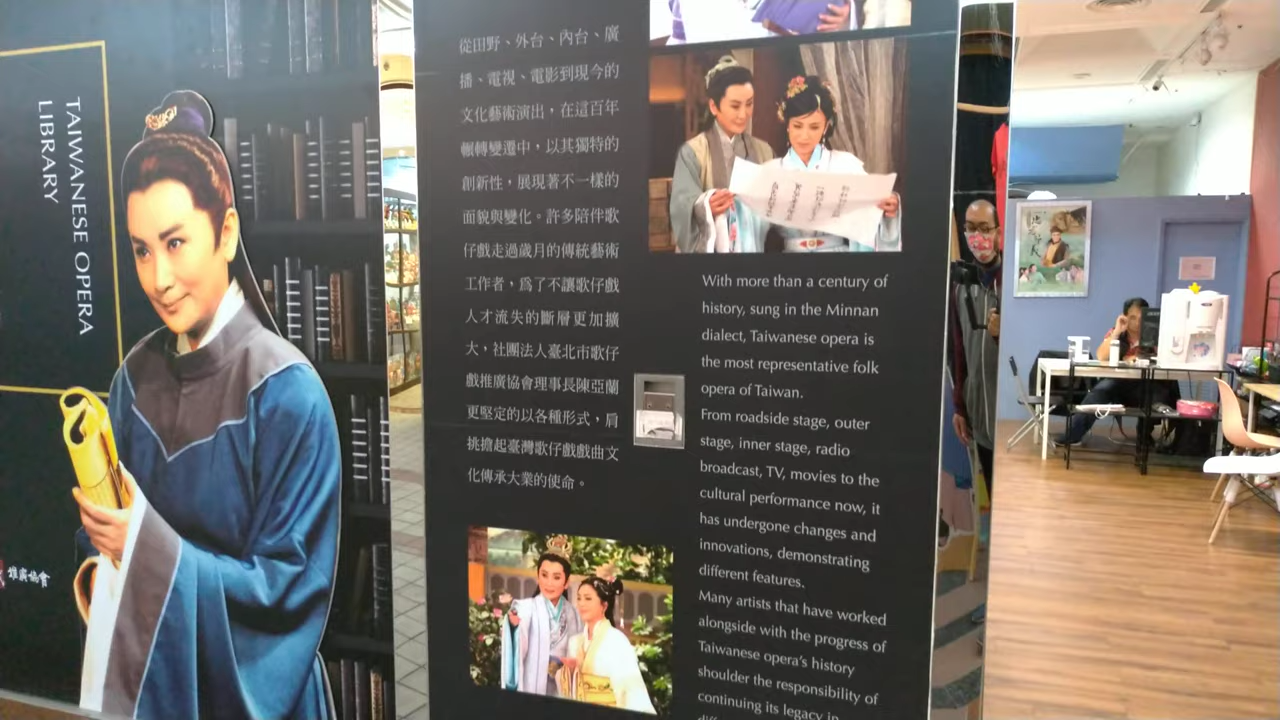 TAIWANESE OPERA
LIBRARY
推廣協會
從田野、外台、內台、廣
播、電視、電影到現今的
文化藝術演出，在這百年
輾轉變遷中，以其獨特的
創新性，展現著不一樣的
面貌與變化。許多陪伴歌
仔戲走過歲月的傳統藝術
工作者，為了不讓歌仔戲
人才流失的斷層更加擴
大，社團法人臺北市歌仔
戲推廣協會理事長陳亞蘭
更堅定的以各種形式，肩
挑擔起臺灣歌仔戲戲曲文
化傳承大業的使命。
With more than a century of
history, sung in the Minnan
dialect, Taiwanese opera is
the most representative folk
opera of Taiwan.
From roadside stage, outer
stage, inner stage, radio
broadcast, TV, movies to the
cultural performance now, it
has undergone changes and
innovations, demonstrating
different features.
Many artists that have worked
alongside with the progress of
Taiwanese opera's history
shoulder the responsibility of
continuing its legacy in